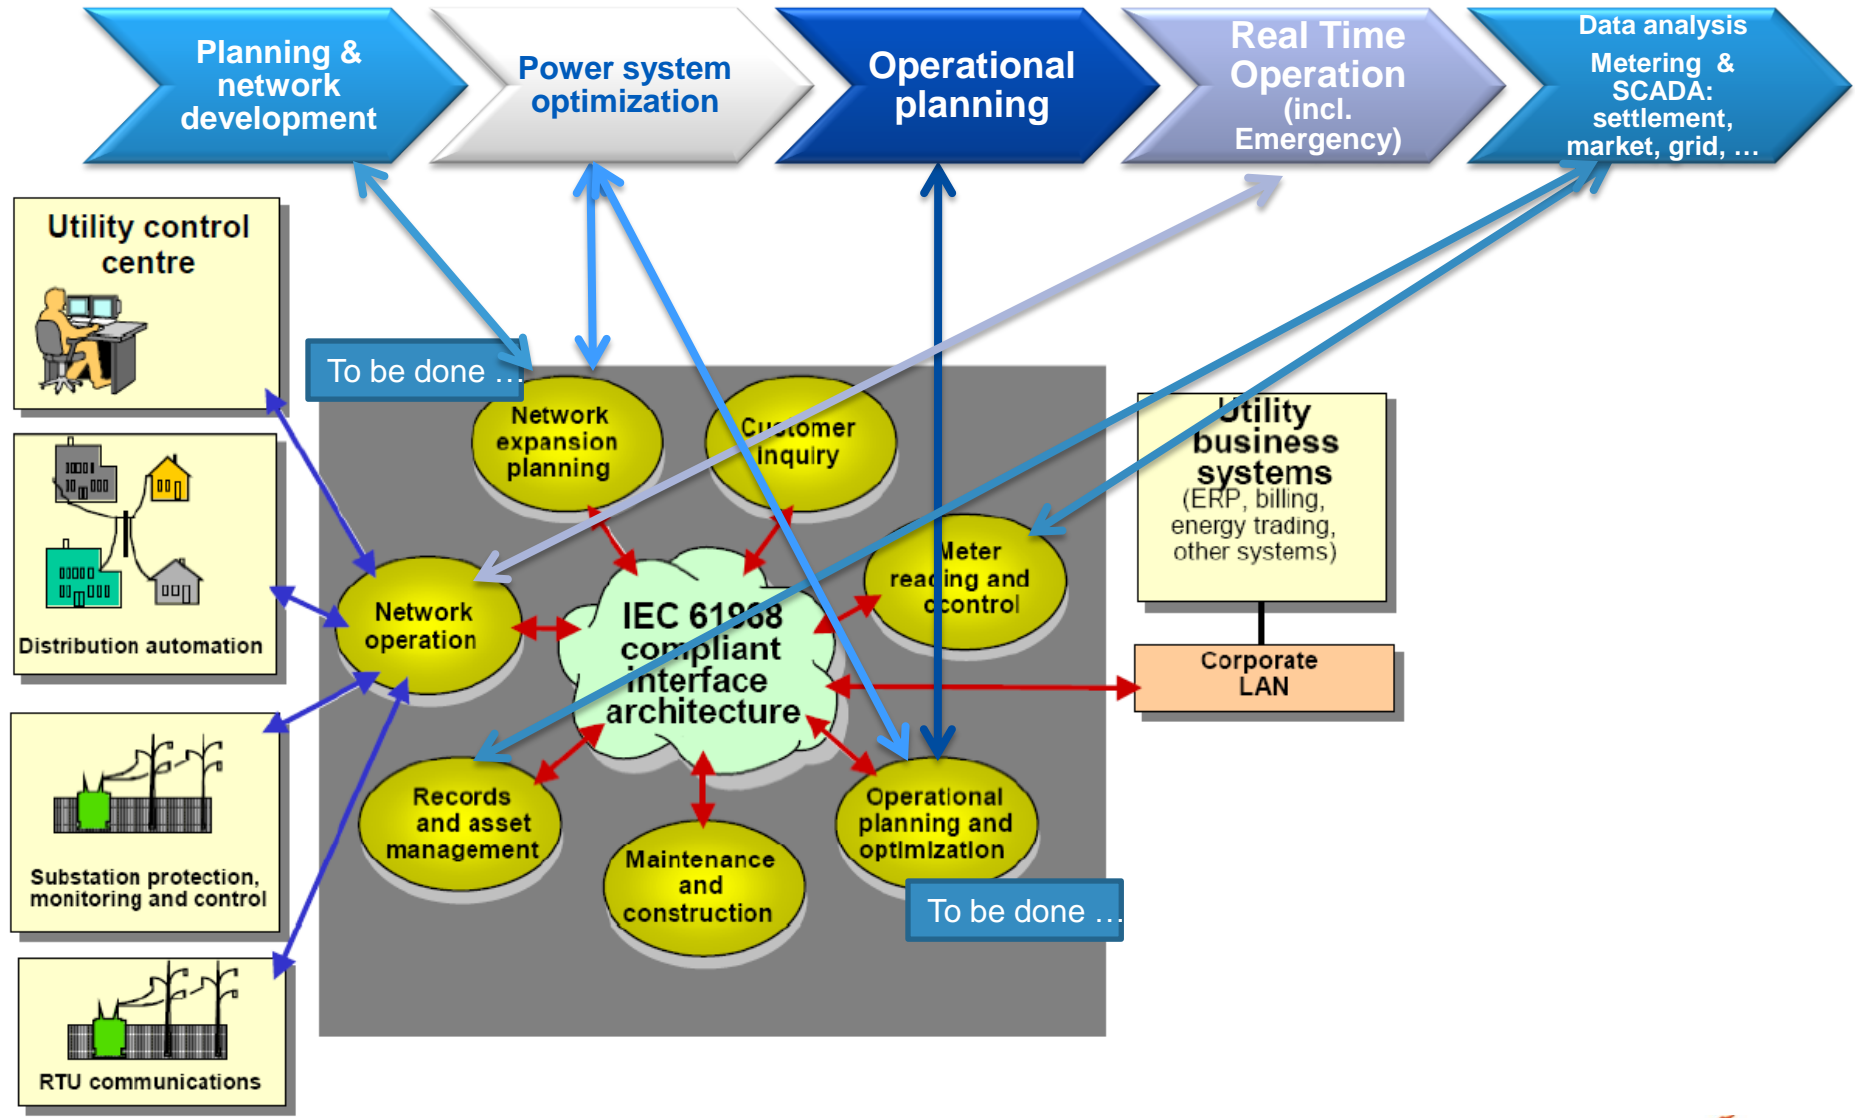 Planning &
network
development
Power system
optimization
Operational
planning
Real Time
Operation
(incl.
Emergency)
Data analysis
Metering &
SCADA:
settlement,
market, grid, …
Utility control
centre
Distribution automation
Substation protection,
monitoring and control
RTU communications
To be done …
Network
expansion
planning
Customer
inquiry
Meter
reading and
ccontrol
Network
operation
IEC 61968
compliant
interface
architecture
Records
and asset
management
Maintenance
and
construction
Operational
planning and
optimization
To be done …
Utility
business
systems
(ERP, billing,
energy trading,
other systems)
Corporate
LAN